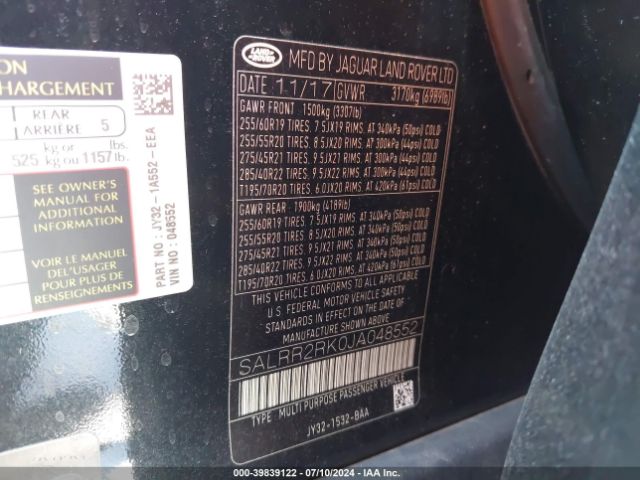 ON
HARGEMENT
REAR
ARRIÈRE 5
kg or lbs.
525 kg ou 1157 lb.
SEE OWNER'S
MANUAL FOR
ADDITIONAL
INFORMATION
VOIR LE MANUEL
DEL'USAGER
POUR PLUS DE
RENSEIGNEMENTS
PART NO : JY32-1A552-EEA
VIN NO : 048552
LAND ROVER
MFD BY JAGUAR LAND ROVER LTD
DATE 11/17 GVWR 3170kg (6989lb)
GAWR FRONT 1500kg (3307lb)
255/60R19 TIRES. 7.5JX19 RIMS. AT 340kPa (50psi) COLD
255/55R20 TIRES. 8.5JX20 RIMS. AT 300kPa (44psi) COLD
275/45R21 TIRES. 9.5JX21 RIMS. AT 300kPa (44psi) COLD
285/40R22 TIRES. 9.5JX22 RIMS. AT 300kPa (44psi) COLD
T195/70R20 TIRES. 6.0JX20 RIMS. AT 420kPa (61psi) COLD
GAWR REAR - 1900kg (4189lb)
255/60R19 TIRES. 7.5JX19 RIMS. AT 340kPa (50psi) COLD
255/55R20 TIRES. 8.5JX20 RIMS. AT 340kPa (50psi) COLD
275/45R21 TIRES. 9.5JX21 RIMS. AT 340kPa (50psi) COLD
285/40R22 TIRES. 9.5JX22 RIMS. AT 340kPa (50psi) COLD
T195/70R20 TIRES. 6.0JX20 RIMS. AT 420kPa (61psi) COLD
THIS VEHICLE CONFORMS TO ALL APPLICABLE
U.S. FEDERAL MOTOR VEHICLE SAFETY
STANDARDS IN EFFECT ON THE DATE OF
MANUFACTURE SHOWN ABOVE
SALRR2RK0JA048552
TYPE: MULTI PURPOSE PASSENGER VEHICLE
JY32-1532-BAA
000-39839122 - 07/10/2024 - IAA Inc.